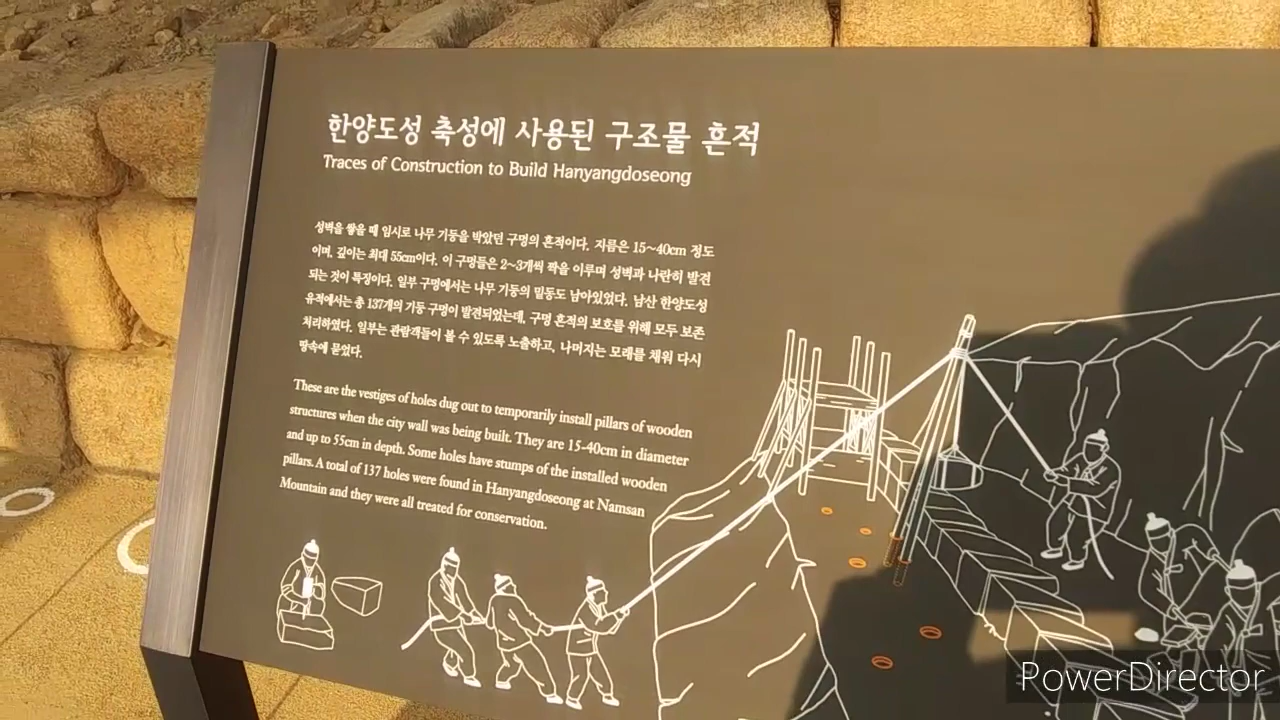 한양도성 축성에 사용된 구조물 흔적
Traces of Construction to Build Hanyangdoseong
성벽을 쌓을 때 임시로 나무 기둥을 박았던 구멍의 흔적이다. 지름은 15~40cm 정도
이며, 깊이는 최대 55cm이다. 이 구멍들은 2~3개씩 짝을 이루며 성벽과 나란히 발견
되는 것이 특징이다. 일부 구멍에서는 나무 기둥의 밑동도 남아있었다. 남산 한양도성
유적에서는 총 137개의 기둥 구멍이 발견되었는데, 구멍 흔적의 보호를 위해 모두 보존
처리하였다. 일부는 관람객들이 볼 수 있도록 노출하고, 나머지는 모래를 채워 다시
땅속에 묻었다.
These are the vestiges of holes dug out to temporarily install pillars of wooden
structures when the city wall was being built. They are 15-40cm in diameter
and up to 55cm in depth. Some holes have stumps of the installed wooden
pillars. A total of 137 holes were found in Hanyangdoseong at Namsan
Mountain and they were all treated for conservation.
PowerDirector